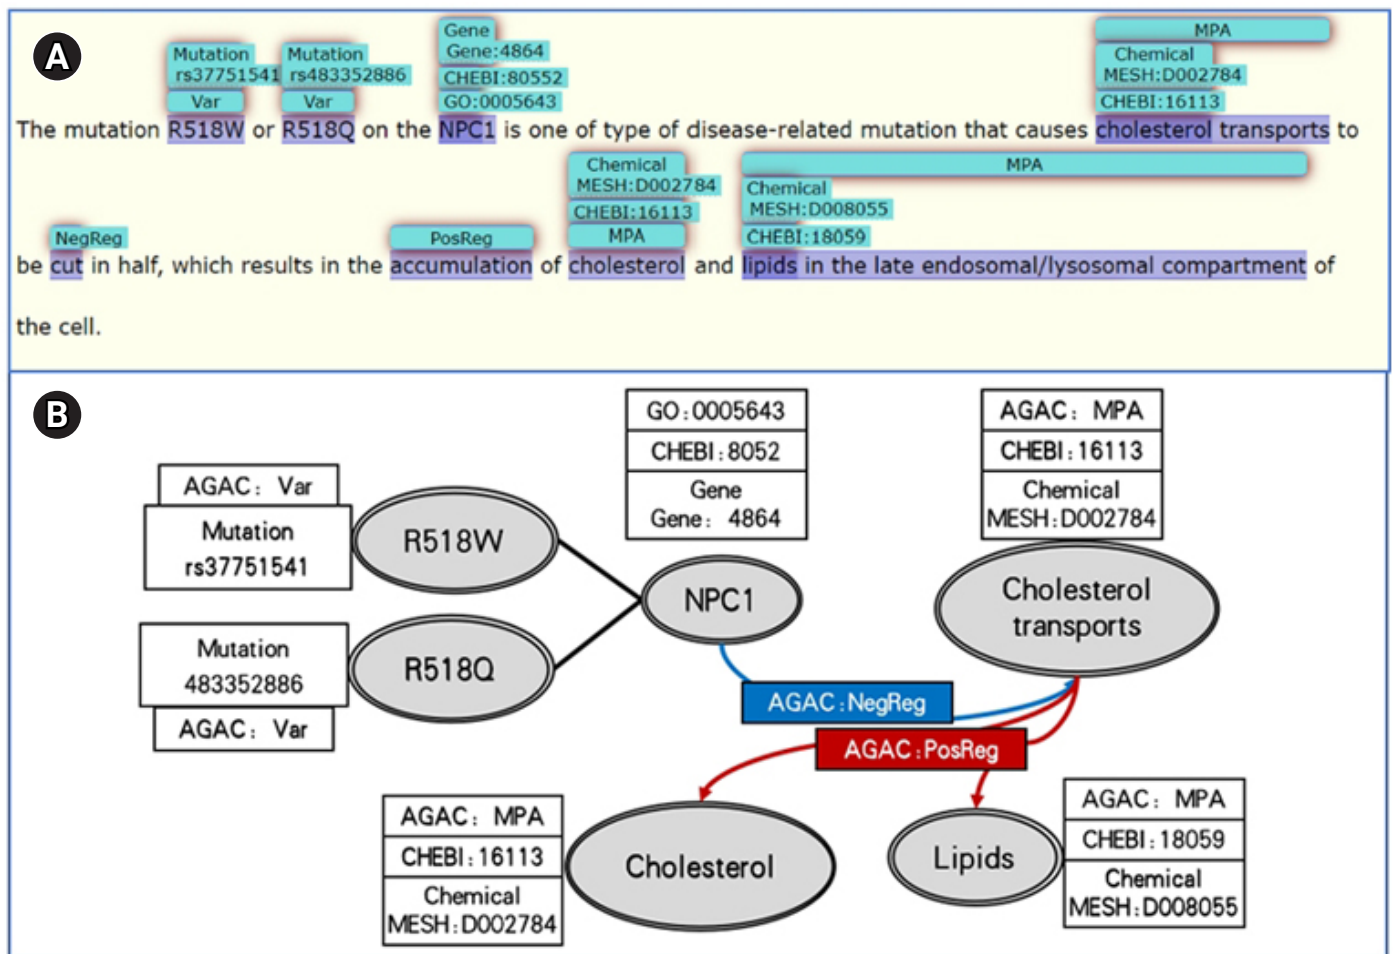 A
Mutation
rs37751541
Var
Mutation
rs483352886
Var
Gene
Gene:4864
CHEBI:80552
GO:0005643
MPA
Chemical
MESH:D002784
CHEBI:16113
The mutation R518W or R518Q on the NPC1 is one of type of disease-related mutation that causes cholesterol transports to
NegReg
PosReg
Chemical
MESH:D002784
CHEBI:16113
MPA
MPA
Chemical
MESH:D008055
CHEBI:18059
be cut in half, which results in the accumulation of cholesterol and lipids in the late endosomal/lysosomal compartment of
the cell.
B
AGAC: Var
Mutation
rs37751541
R518W
Mutation
483352886
AGAC: Var
R518Q
GO:0005643
CHEBI:8052
Gene
Gene: 4864
NPC1
AGAC: MPA
CHEBI:16113
Chemical
MESH:D002784
Cholesterol
transports
AGAC:NegReg
AGAC:PosReg
AGAC: MPA
CHEBI:16113
Chemical
MESH:D002784
Cholesterol
Lipids
AGAC: MPA
CHEBI:18059
Chemical
MESH:D008055